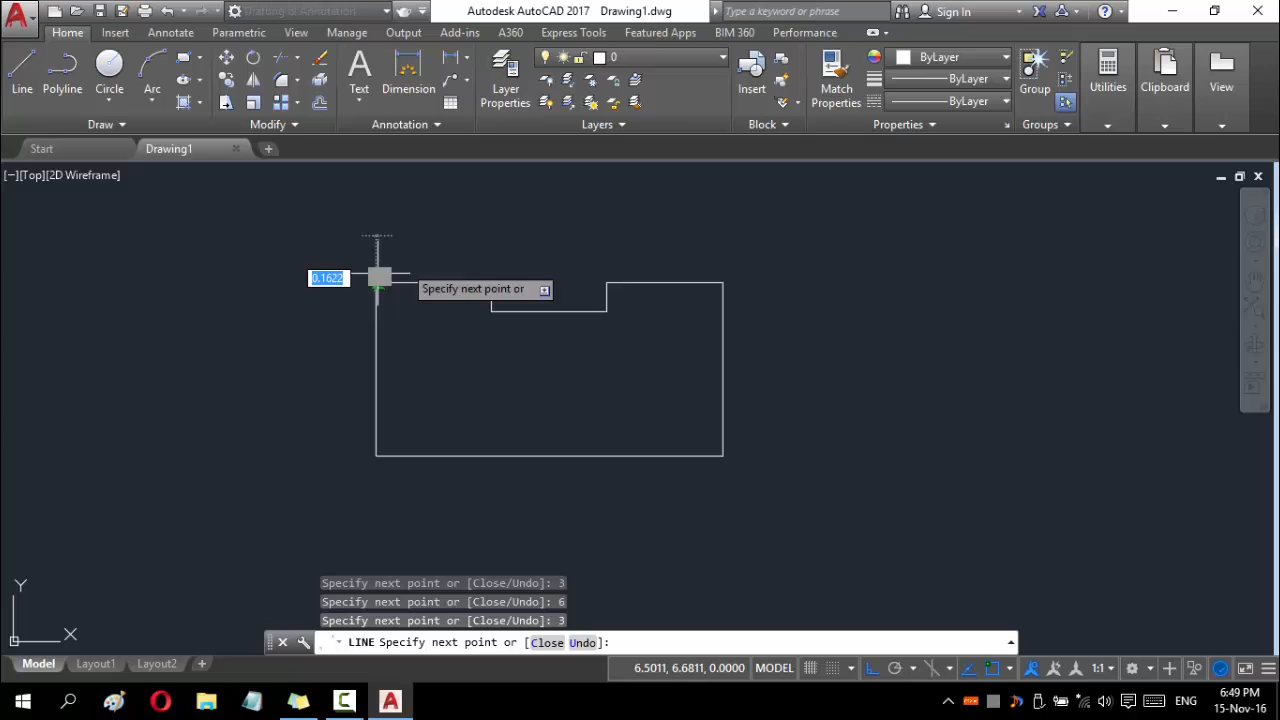 Drafting & Annotation
Autodesk AutoCAD 2017 Drawing1.dwg
Type a keyword or phrase
Sign In
Home Insert Annotate Parametric View Manage Output Add-ins A360 Express Tools Featured Apps BIM 360 Performance
0
ByLayer
Line Polyline Circle Arc
Text Dimension
Layer Properties
Insert
Match Properties
ByLayer
ByLayer
Group
Utilities
Clipboard
View
Draw Modify Annotation Layers Block Properties Groups
Start Drawing1
[−][Top][2D Wireframe]
0.1622
Specify next point or
Y
X
Specify next point or [Close/Undo]: 3
Specify next point or [Close/Undo]: 6
Specify next point or [Close/Undo]: 3
LINE Specify next point or [Close Undo]:
Model Layout1 Layout2 +
6.5011, 6.6811, 0.0000 MODEL 1:1
ENG
6:49 PM
15-Nov-16